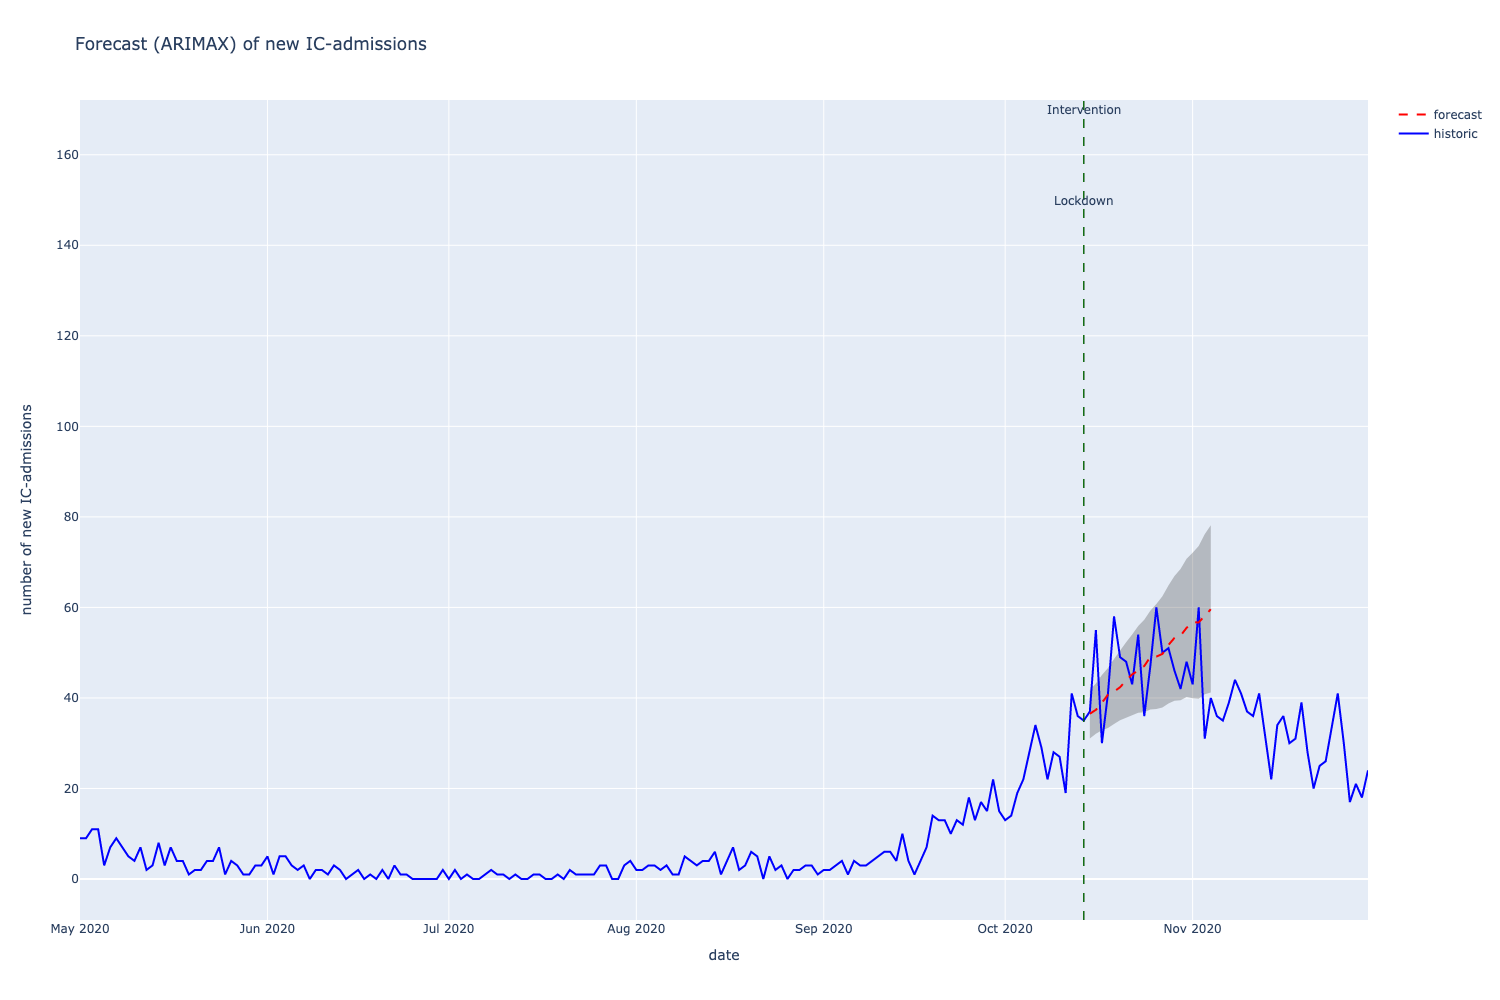 Forecast (ARIMAX) of new IC-admissions
Intervention
Lockdown
forecast
historic
number of new IC-admissions
160
140
120
100
80
60
40
20
0
May 2020
Jun 2020
Jul 2020
Aug 2020
Sep 2020
Oct 2020
Nov 2020
date